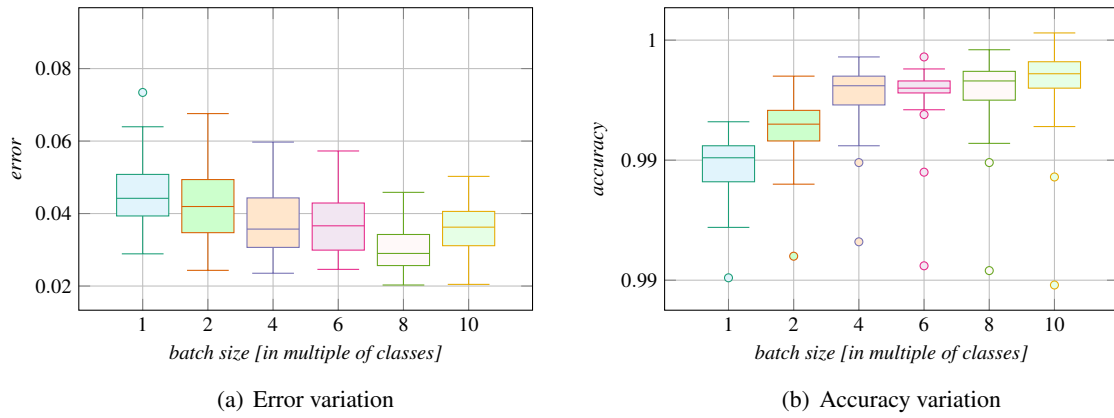 0.08
0.06
0.04
0.02
error
1 2 4 6 8 10
batch size [in multiple of classes]
(a) Error variation
1
0.99
0.99
accuracy
1 2 4 6 8 10
batch size [in multiple of classes]
(b) Accuracy variation